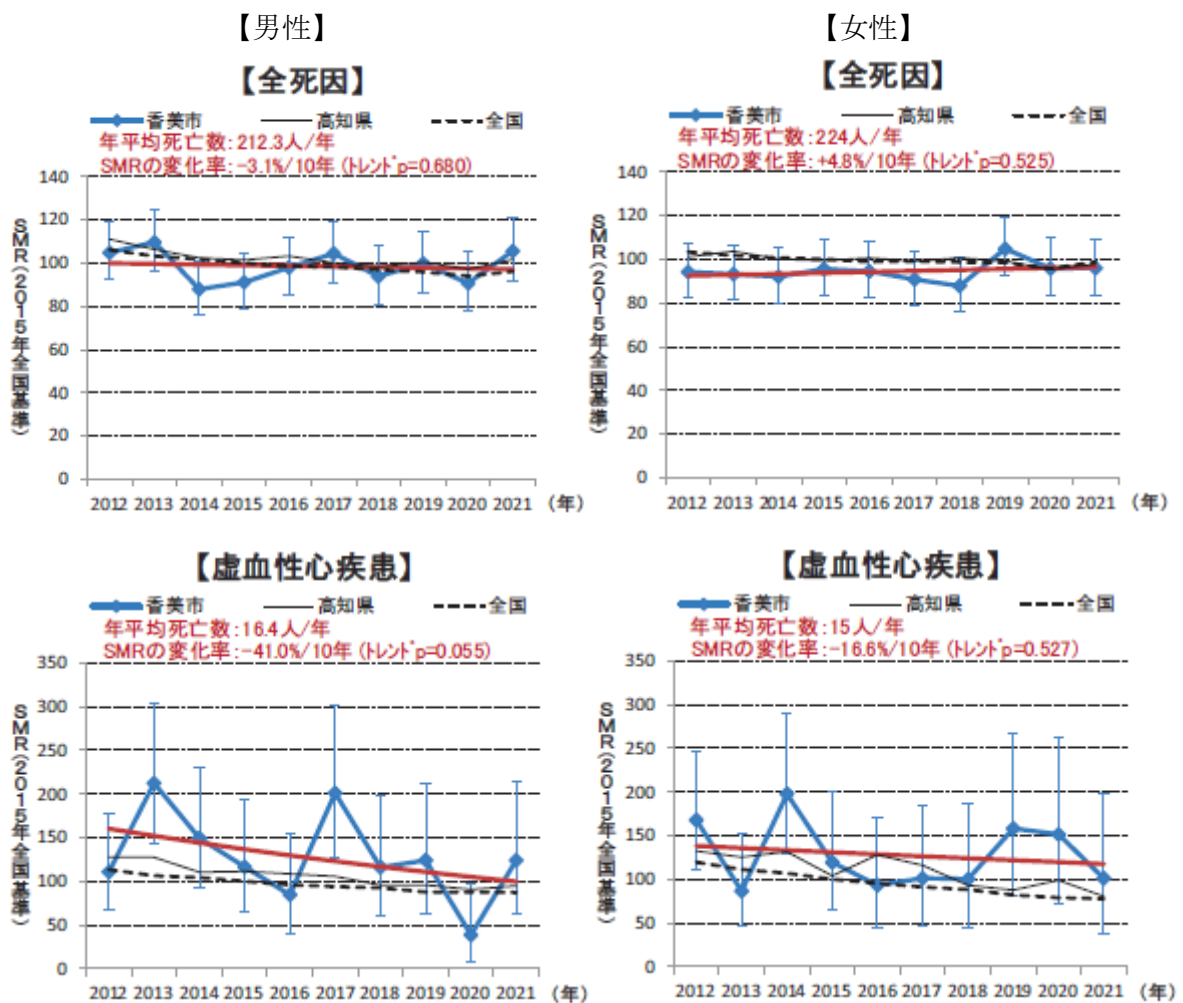 【男性】
【女性】
【全死因】
香美市 高知県 全国
年平均死亡数:212.3人/年
SMRの変化率:-3.1%/10年 (トレンドp=0.680)
SMR(2015年全国基準)
140
120
100
80
60
40
20
0
2012 2013 2014 2015 2016 2017 2018 2019 2020 2021 (年)
【全死因】
香美市 高知県 全国
年平均死亡数:224人/年
SMRの変化率:+4.8%/10年 (トレンドp=0.525)
SMR(2015年全国基準)
140
120
100
80
60
40
20
0
2012 2013 2014 2015 2016 2017 2018 2019 2020 2021 (年)
【虚血性心疾患】
香美市 高知県 全国
年平均死亡数:16.4人/年
SMRの変化率:-41.0%/10年 (トレンドp=0.055)
SMR(2015年全国基準)
350
300
250
200
150
100
50
0
2012 2013 2014 2015 2016 2017 2018 2019 2020 2021 (年)
【虚血性心疾患】
香美市 高知県 全国
年平均死亡数:15人/年
SMRの変化率:-16.6%/10年 (トレンドp=0.527)
SMR(2015年全国基準)
350
300
250
200
150
100
50
0
2012 2013 2014 2015 2016 2017 2018 2019 2020 2021 (年)